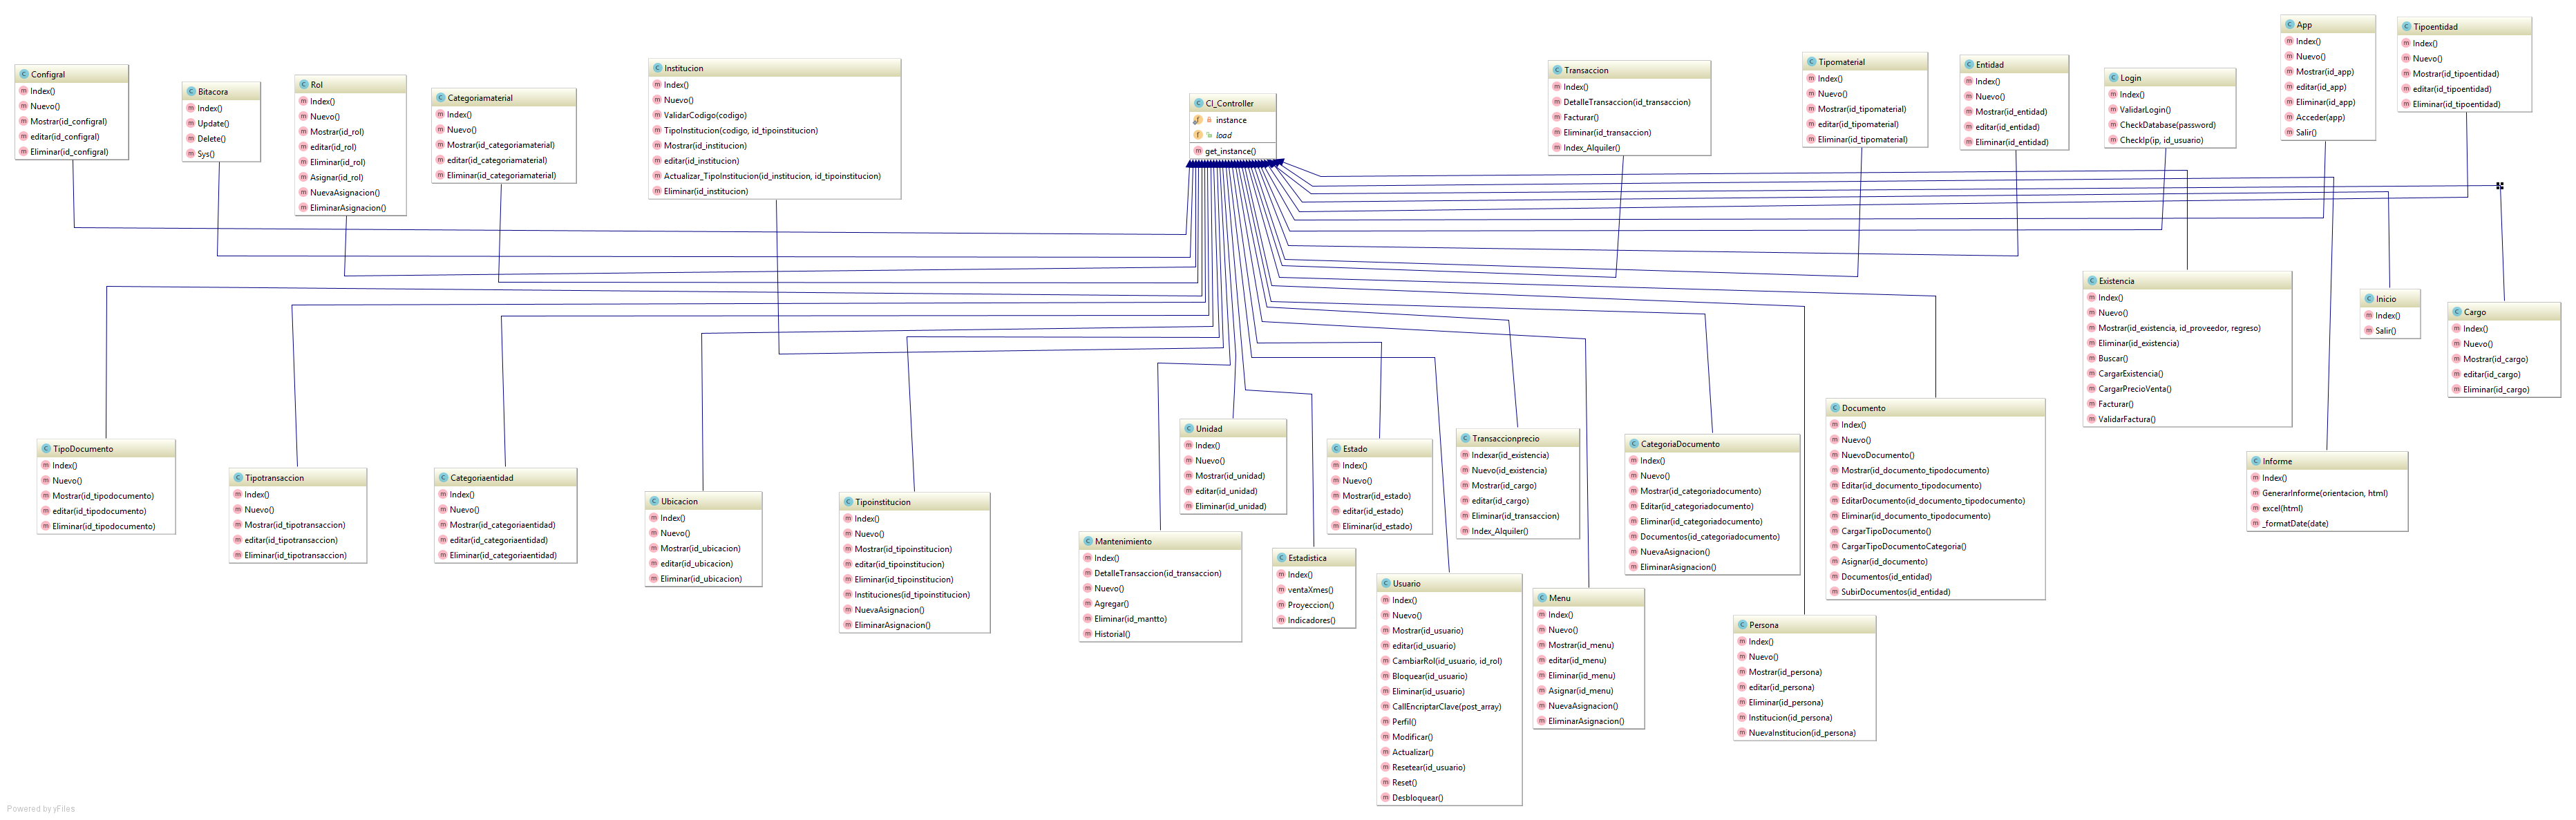 Configral
Index()
Nuevo()
Mostrar(id_configral)
editar(id_configral)
Eliminar(id_configral)
Bitacora
Index()
Update()
Delete()
Sys()
Rol
Index()
Nuevo()
Mostrar(id_rol)
editar(id_rol)
Eliminar(id_rol)
Asignar(id_rol)
NuevaAsignacion()
EliminarAsignacion()
Categoriamaterial
Index()
Nuevo()
Mostrar(id_categoriamaterial)
editar(id_categoriamaterial)
Eliminar(id_categoriamaterial)
Institucion
Index()
Nuevo()
ValidarCodigo(codigo)
TipoInstitucion(codigo, id_tipoinstitucion)
Mostrar(id_institucion)
editar(id_institucion)
Actualizar_TipoInstitucion(id_institucion, id_tipoinstitucion)
Eliminar(id_institucion)
CI_Controller
instance
load
get_instance()
Transaccion
Index()
DetalleTransaccion(id_transaccion)
Facturar()
Eliminar(id_transaccion)
Index_Alquiler()
Tipomaterial
Index()
Nuevo()
Mostrar(id_tipomaterial)
editar(id_tipomaterial)
Eliminar(id_tipomaterial)
Entidad
Index()
Nuevo()
Mostrar(id_entidad)
editar(id_entidad)
Eliminar(id_entidad)
Login
Index()
ValidarLogin()
CheckDatabase(password)
CheckIp(ip, id_usuario)
App
Index()
Nuevo()
Mostrar(id_app)
editar(id_app)
Eliminar(id_app)
Acceder(app)
Salir()
Tipoentidad
Index()
Nuevo()
Mostrar(id_tipoentidad)
editar(id_tipoentidad)
Eliminar(id_tipoentidad)
Existencia
Index()
Nuevo()
Mostrar(id_existencia, id_proveedor, regreso)
Eliminar(id_existencia)
Buscar()
CargarExistencia()
CargarPrecioVenta()
Facturar()
ValidarFactura()
Inicio
Index()
Salir()
Cargo
Index()
Nuevo()
Mostrar(id_cargo)
editar(id_cargo)
Eliminar(id_cargo)
TipoDocumento
Index()
Nuevo()
Mostrar(id_tipodocumento)
editar(id_tipodocumento)
Eliminar(id_tipodocumento)
Tipotransaccion
Index()
Nuevo()
Mostrar(id_tipotransaccion)
editar(id_tipotransaccion)
Eliminar(id_tipotransaccion)
Categoriaentidad
Index()
Nuevo()
Mostrar(id_categoriaentidad)
editar(id_categoriaentidad)
Eliminar(id_categoriaentidad)
Ubicacion
Index()
Nuevo()
Mostrar(id_ubicacion)
editar(id_ubicacion)
Eliminar(id_ubicacion)
Tipoinstitucion
Index()
Nuevo()
Mostrar(id_tipoinstitucion)
editar(id_tipoinstitucion)
Eliminar(id_tipoinstitucion)
Instituciones(id_tipoinstitucion)
NuevaAsignacion()
EliminarAsignacion()
Mantenimiento
Index()
DetalleTransaccion(id_transaccion)
Nuevo()
Agregar()
Eliminar(id_mantto)
Historial()
Unidad
Index()
Nuevo()
Mostrar(id_unidad)
editar(id_unidad)
Eliminar(id_unidad)
Estadistica
Index()
ventaXmes()
Proyeccion()
Indicadores()
Estado
Index()
Nuevo()
Mostrar(id_estado)
editar(id_estado)
Eliminar(id_estado)
Usuario
Index()
Nuevo()
Mostrar(id_usuario)
editar(id_usuario)
CambiarRol(id_usuario, id_rol)
Bloquear(id_usuario)
Eliminar(id_usuario)
CallEncriptarClave(post_array)
Perfil()
Modificar()
Actualizar()
Resetear(id_usuario)
Reset()
Desbloquear()
Transaccionprecio
Indexar(id_existencia)
Nuevo(id_existencia)
Mostrar(id_cargo)
editar(id_cargo)
Eliminar(id_transaccion)
Index_Alquiler()
Menu
Index()
Nuevo()
Mostrar(id_menu)
editar(id_menu)
Eliminar(id_menu)
Asignar(id_menu)
NuevaAsignacion()
EliminarAsignacion()
CategoriaDocumento
Index()
Nuevo()
Mostrar(id_categoriadocumento)
Editar(id_categoriadocumento)
Eliminar(id_categoriadocumento)
Documentos(id_categoriadocumento)
NuevaAsignacion()
EliminarAsignacion()
Persona
Index()
Nuevo()
Mostrar(id_persona)
editar(id_persona)
Eliminar(id_persona)
Institucion(id_persona)
NuevaInstitucion(id_persona)
Documento
Index()
Nuevo()
NuevoDocumento()
Mostrar(id_documento_tipodocumento)
Editar(id_documento_tipodocumento)
EditarDocumento(id_documento_tipodocumento)
Eliminar(id_documento_tipodocumento)
CargarTipoDocumento()
CargarTipoDocumentoCategoria()
Asignar(id_documento)
Documentos(id_entidad)
SubirDocumentos(id_entidad)
Informe
Index()
GenerarInforme(orientacion, html)
excel(html)
_formatDate(date)
Powered by yFiles